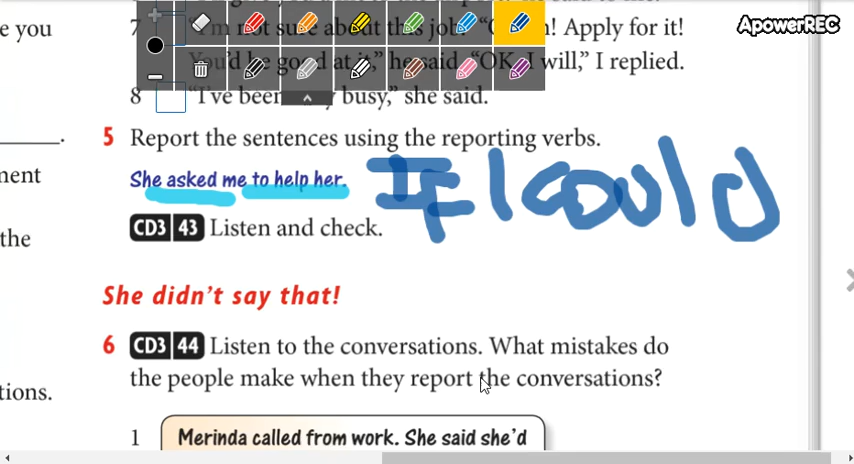 e you
7 "I'm not sure about this job." "Go on! Apply for it!
You'd be good at it," he said. "OK, I will," I replied.
8 "I've been busy," she said.
ApowerREC
.
5 Report the sentences using the reporting verbs.
She asked me to help her.
If I could
nent
CD3 43 Listen and check.
the
She didn't say that!
6 CD3 44 Listen to the conversations. What mistakes do
the people make when they report the conversations?
tions.
1 Merinda called from work. She said she'd